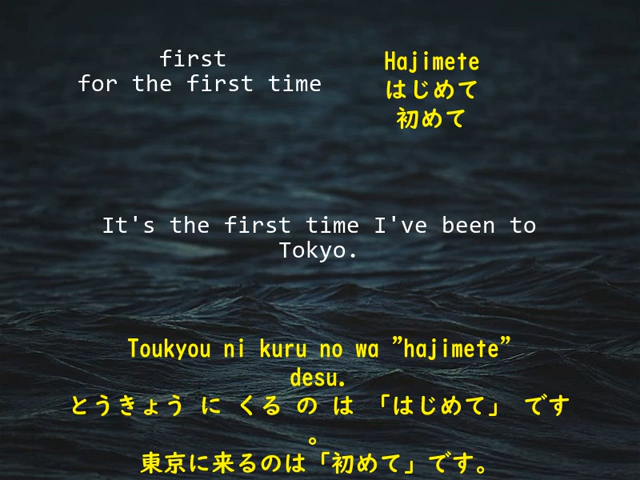 first
for the first time
Hajimete
はじめて
初めて
It's the first time I've been to
Tokyo.
Toukyou ni kuru no wa ”hajimete”
desu.
とうきょう に くる の は 「はじめて」 です
。
東京に来るのは「初めて」です。